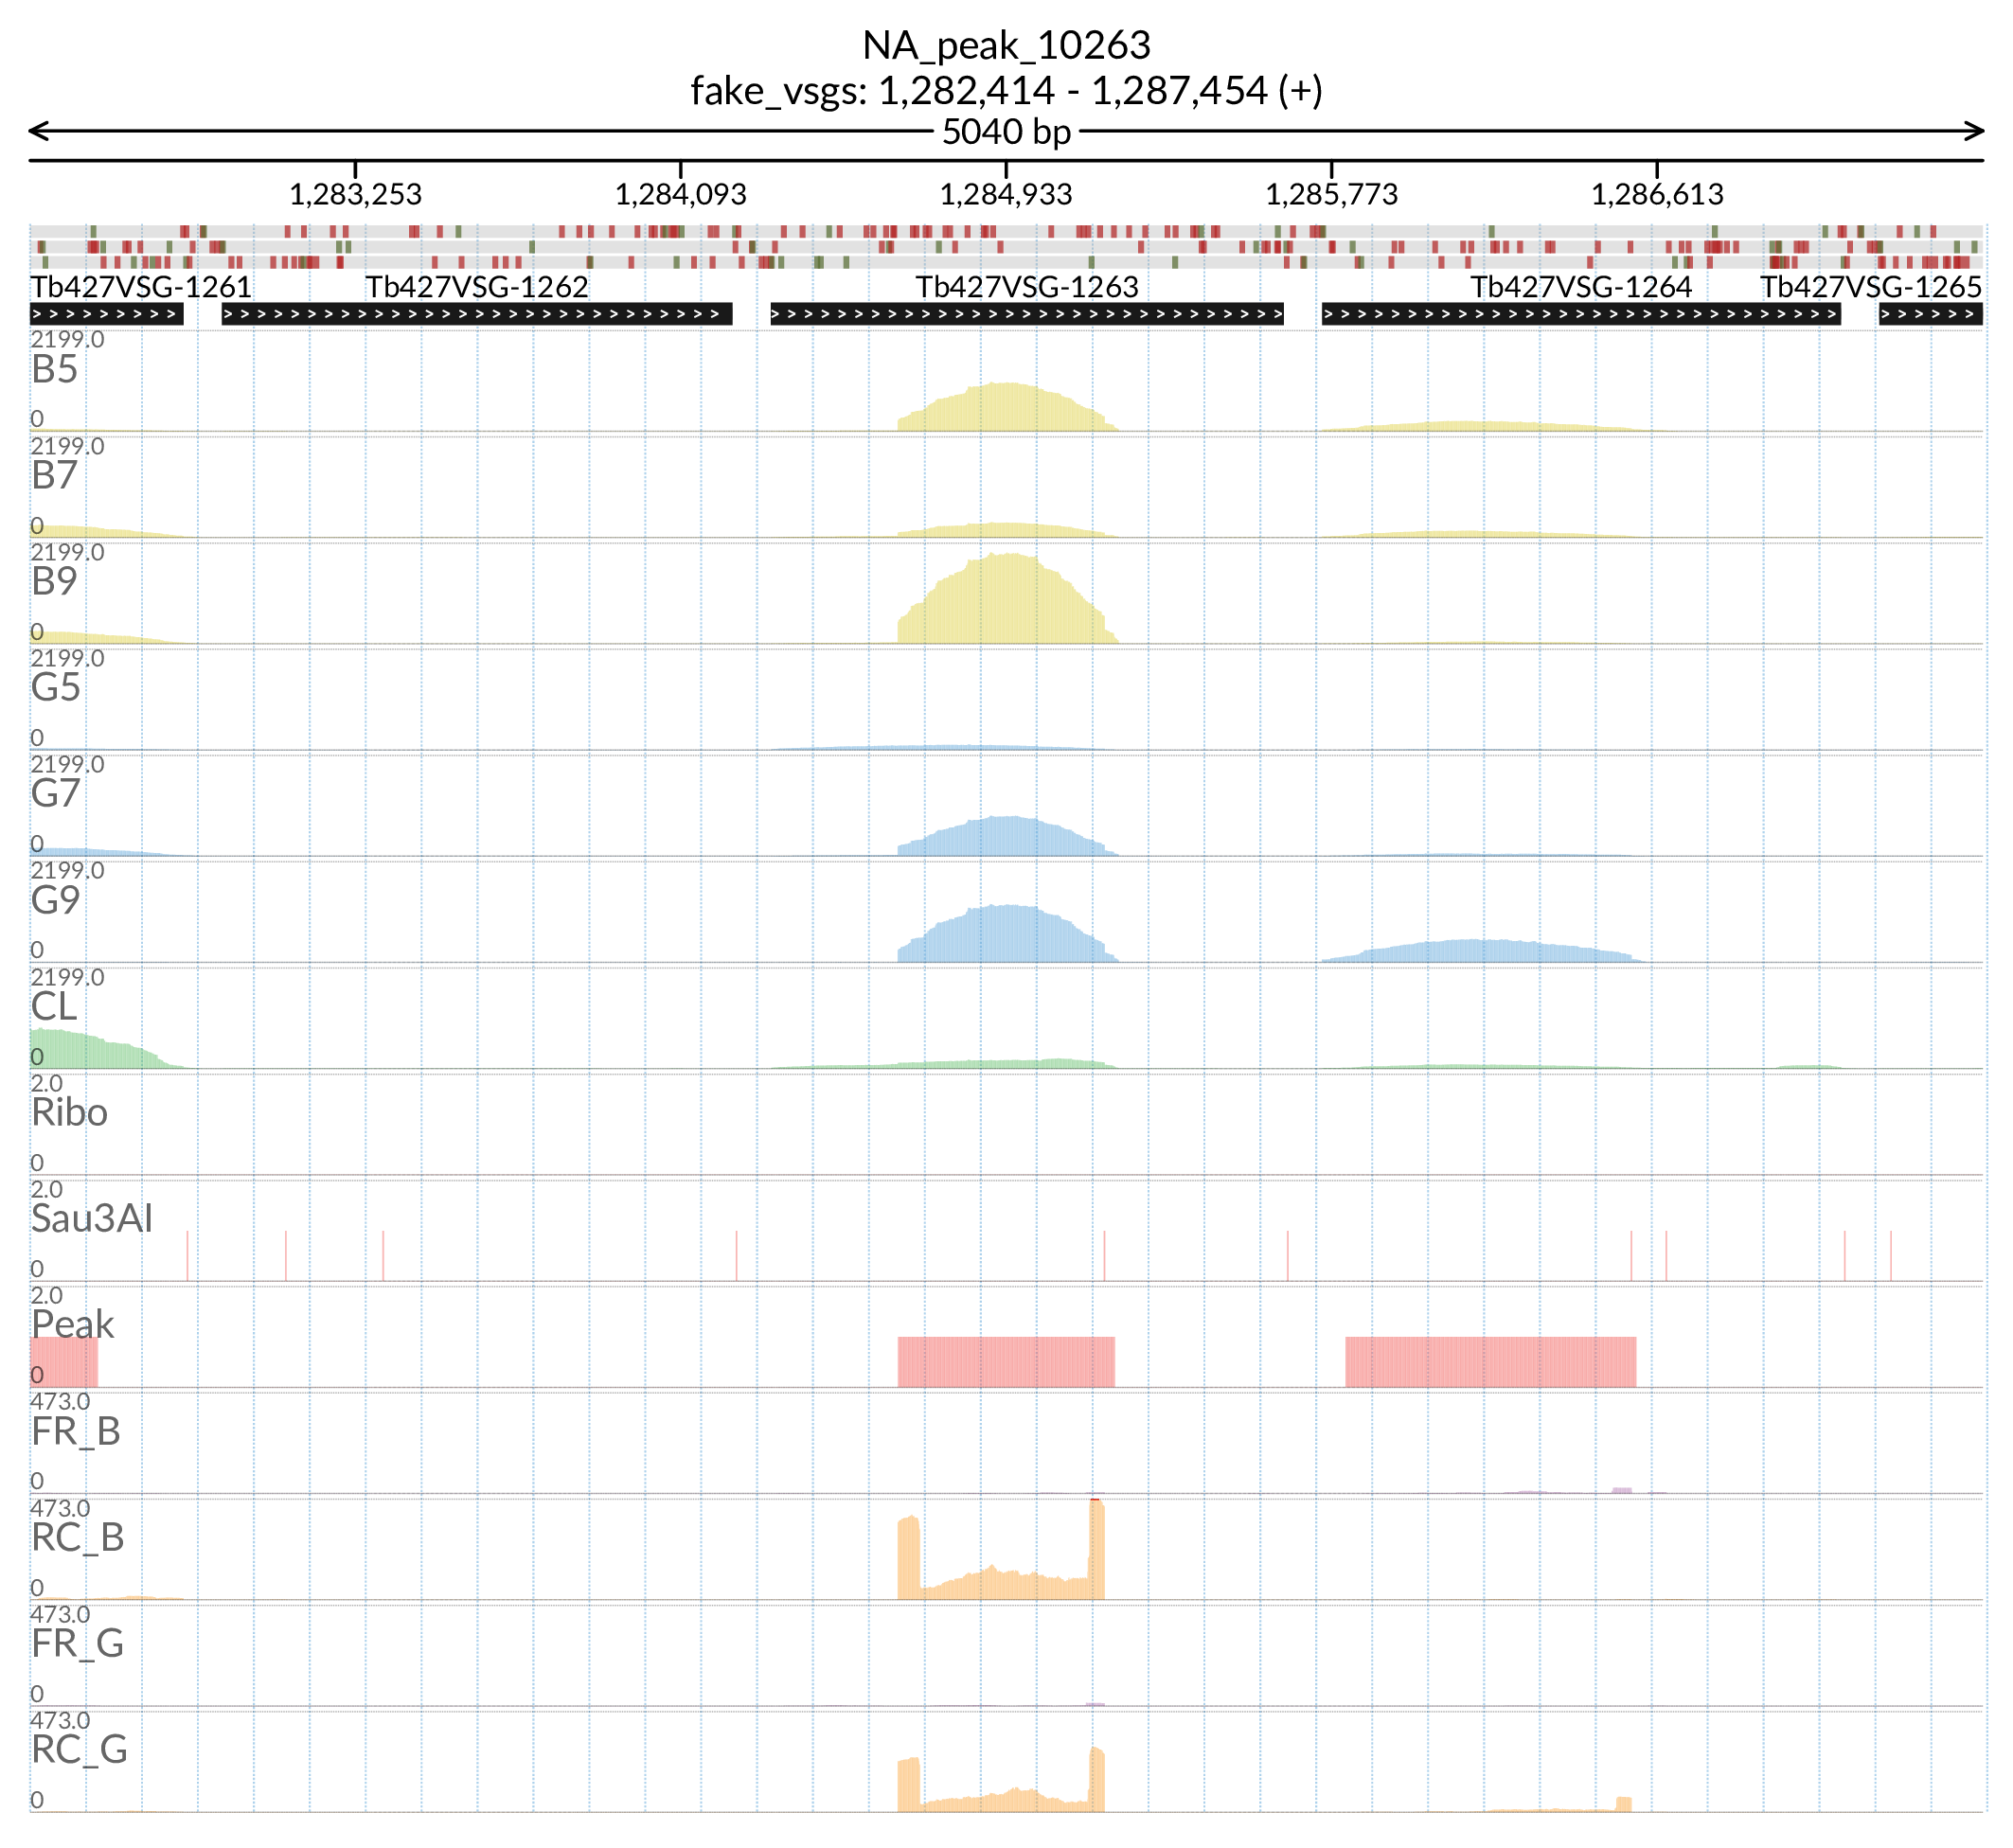 NA_peak_10263
fake_vsgs: 1,282,414 - 1,287,454 (+)
5040 bp
1,283,253 1,284,093 1,284,933 1,285,773 1,286,613
Tb427VSG-1261 Tb427VSG-1262 Tb427VSG-1263 Tb427VSG-1264 Tb427VSG-1265
2199.0
B5
0
2199.0
B7
0
2199.0
B9
0
2199.0
G5
0
2199.0
G7
0
2199.0
G9
0
2199.0
CL
0
2.0
Ribo
0
2.0
Sau3AI
0
2.0
Peak
0
473.0
FR_B
0
473.0
RC_B
0
473.0
FR_G
0
473.0
RC_G
0